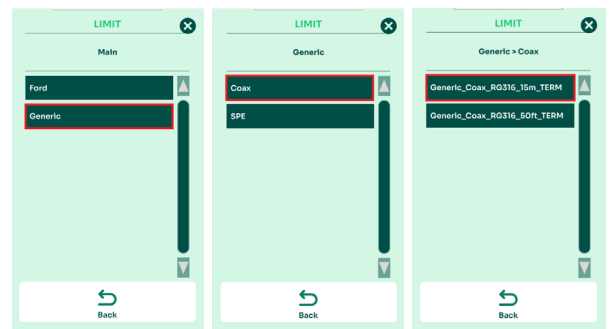 LIMIT
Main
Ford
Generic
Back
LIMIT
Generic
Coax
SPE
Back
LIMIT
Generic > Coax
Generic_Coax_RG316_15m_TERM
Generic_Coax_RG316_50ft_TERM
Back